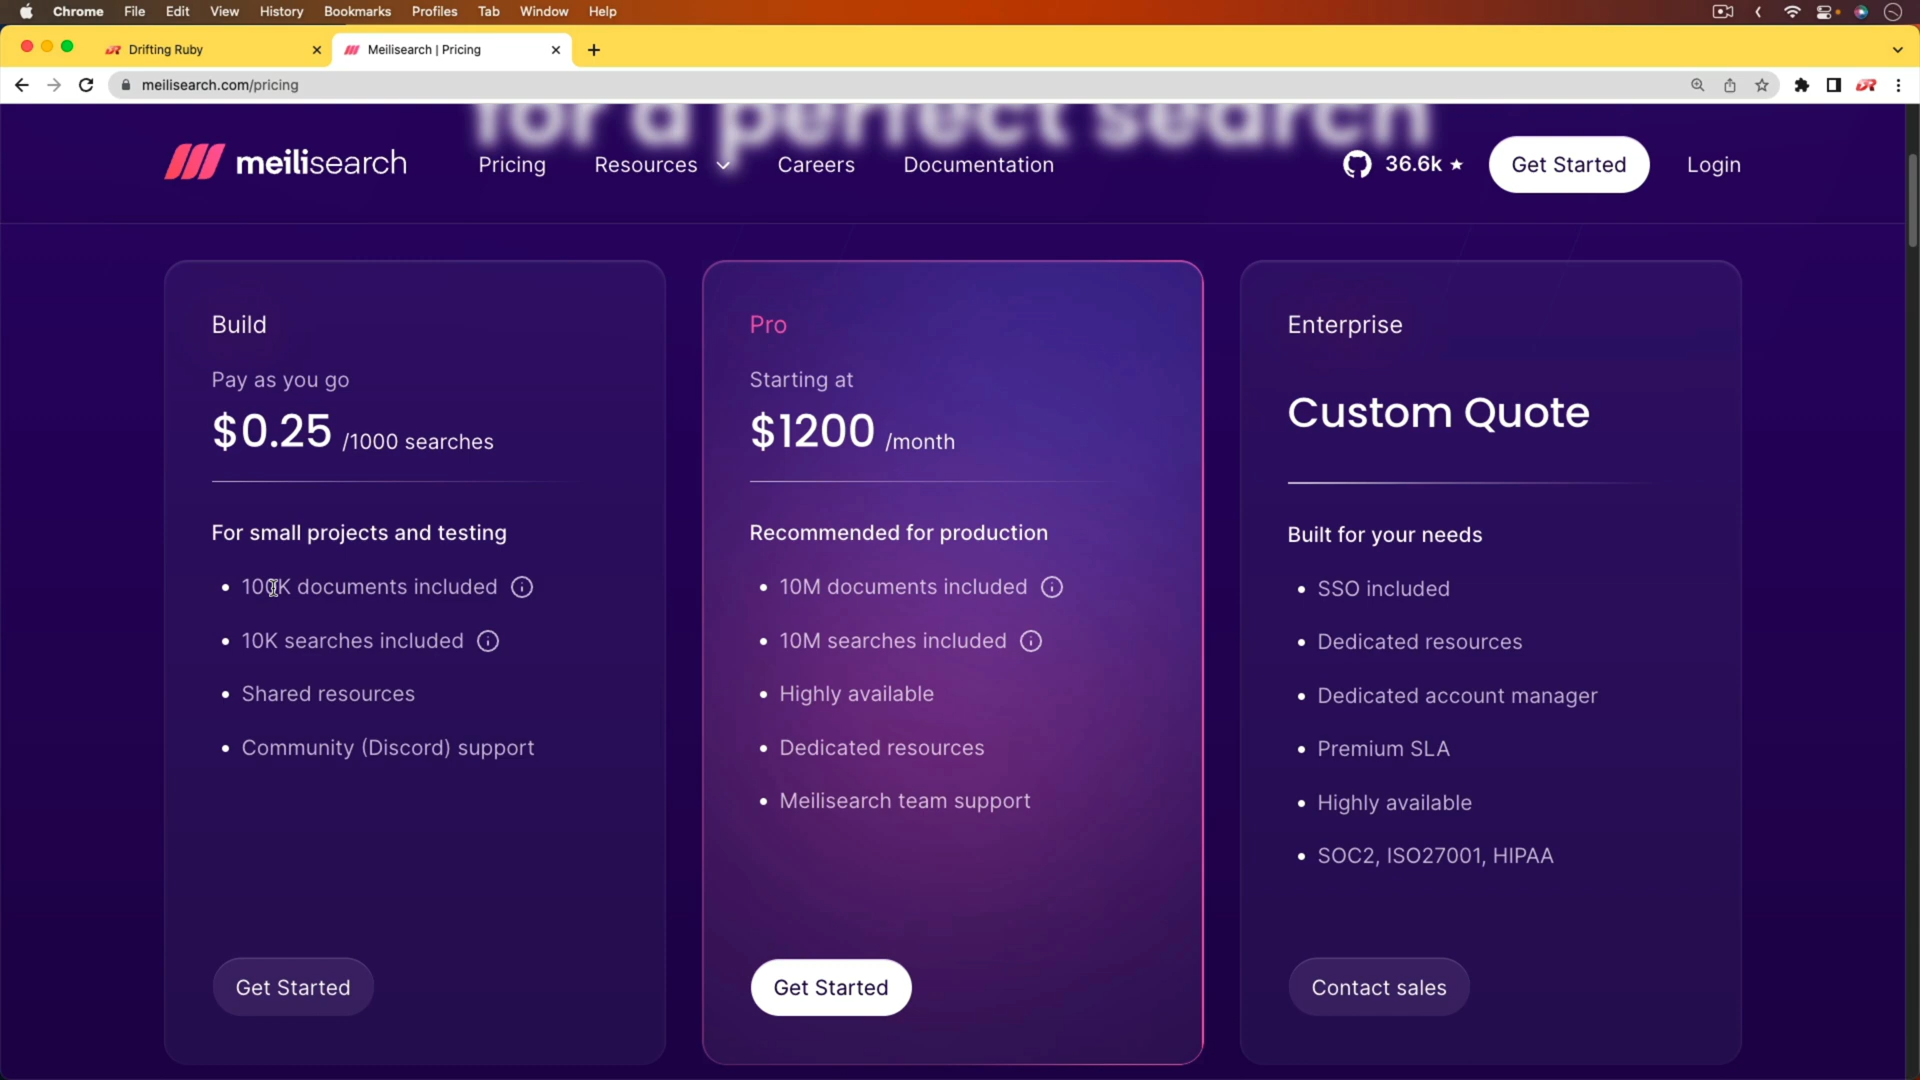 Chrome File Edit View History Bookmarks Profiles Tab Window Help
Drifting Ruby
Meilisearch | Pricing
meilisearch.com/pricing
for a perfect search
meilisearch
Pricing
Resources
Careers
Documentation
36.6k
Get Started
Login
Build
Pay as you go
$0.25 /1000 searches
For small projects and testing
• 100K documents included
• 10K searches included
• Shared resources
• Community (Discord) support
Get Started
Pro
Starting at
$1200 /month
Recommended for production
• 10M documents included
• 10M searches included
• Highly available
• Dedicated resources
• Meilisearch team support
Get Started
Enterprise
Custom Quote
Built for your needs
• SSO included
• Dedicated resources
• Dedicated account manager
• Premium SLA
• Highly available
• SOC2, ISO27001, HIPAA
Contact sales